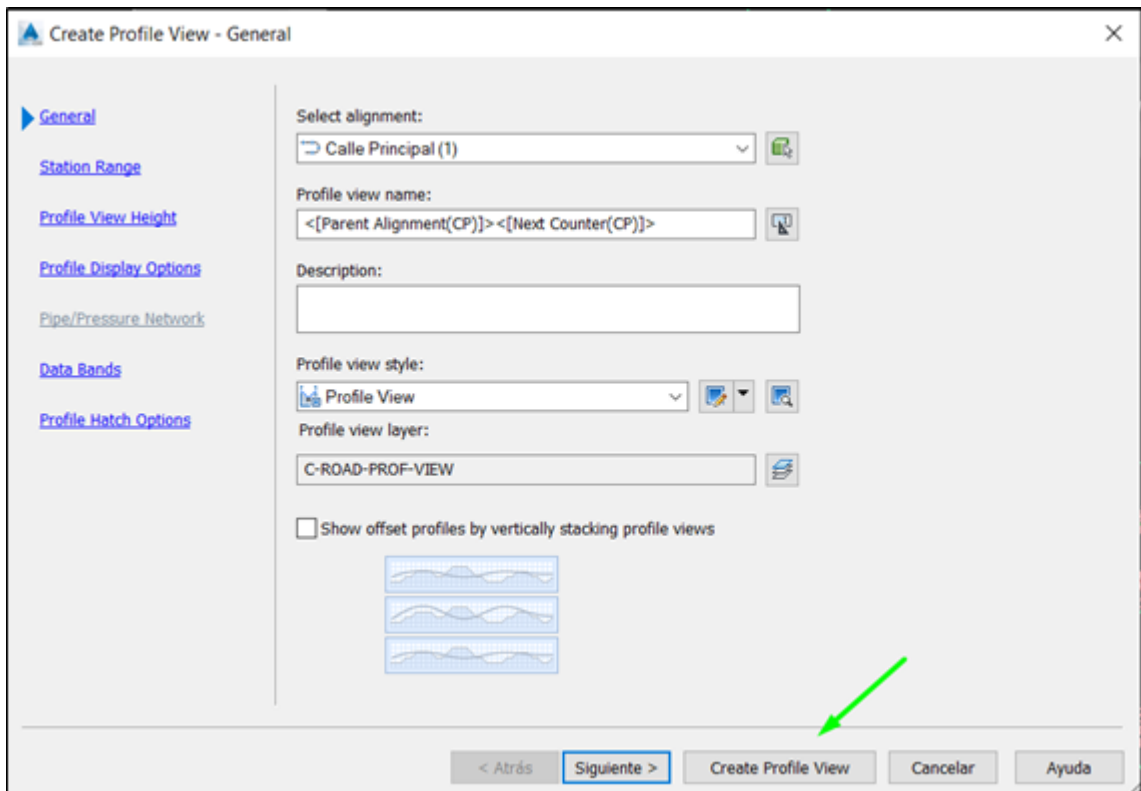 Create Profile View - General
General
Station Range
Profile View Height
Profile Display Options
Pipe/Pressure Network
Data Bands
Profile Hatch Options
Select alignment:
Calle Principal (1)
Profile view name:
<[Parent Alignment(CP)]><[Next Counter(CP)]>
Description:
Profile view style:
Profile View
Profile view layer:
C-ROAD-PROF-VIEW
Show offset profiles by vertically stacking profile views
< Atrás Siguiente > Create Profile View Cancelar Ayuda